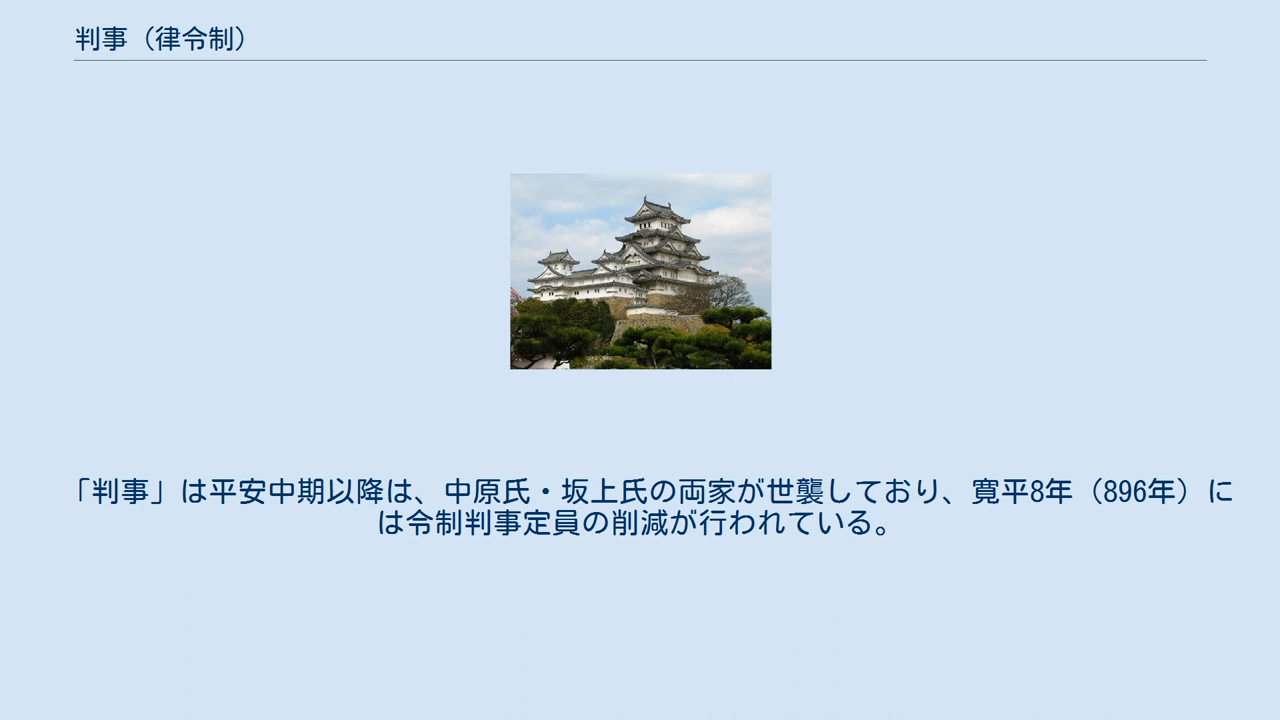 判事（律令制）
「判事」は平安中期以降は、中原氏・坂上氏の両家が世襲しており、寛平8年（896年）に
は令制判事定員の削減が行われている。